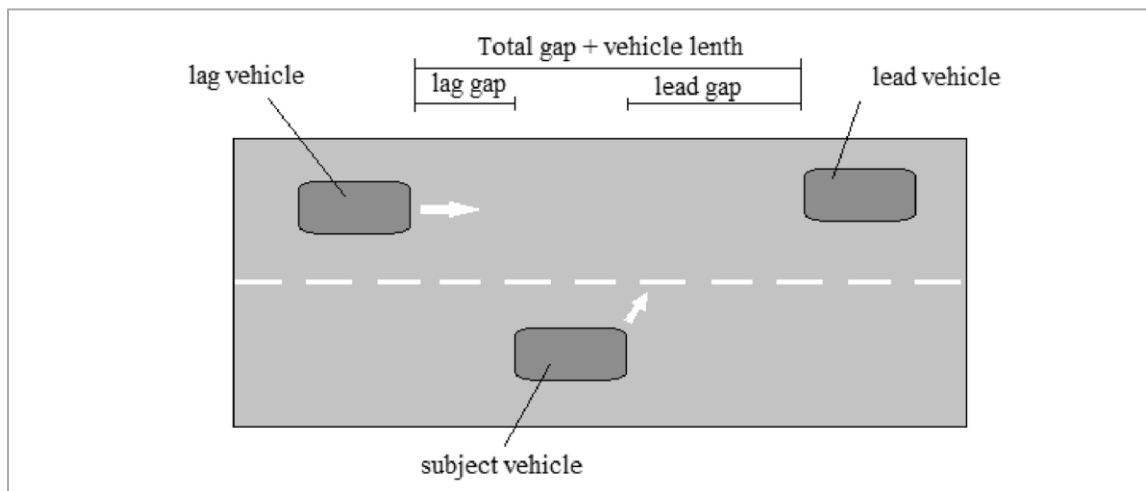 Total gap + vehicle lenth
lag vehicle
lag gap
lead gap
lead vehicle
subject vehicle